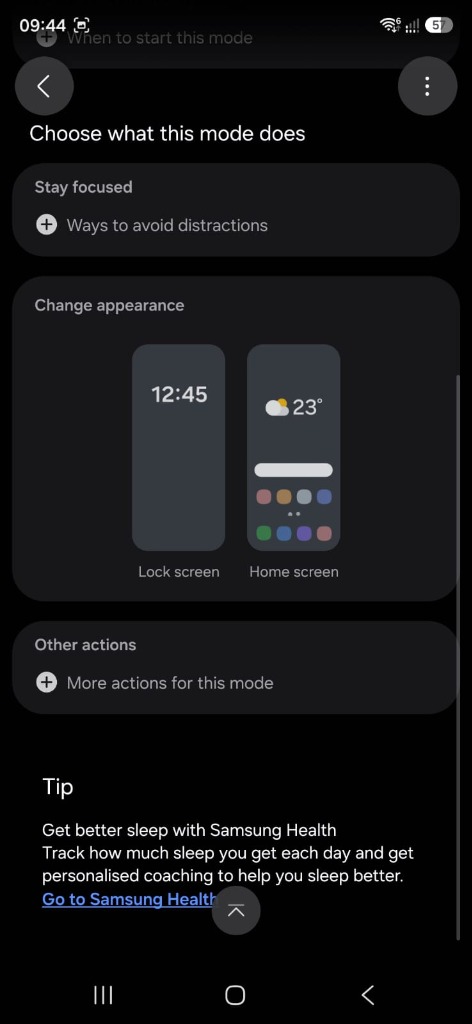 09:44
6
57
When to start this mode
Choose what this mode does
Stay focused
Ways to avoid distractions
Change appearance
12:45
23°
Lock screen
Home screen
Other actions
More actions for this mode
Tip
Get better sleep with Samsung Health
Track how much sleep you get each day and get
personalised coaching to help you sleep better.
Go to Samsung Health